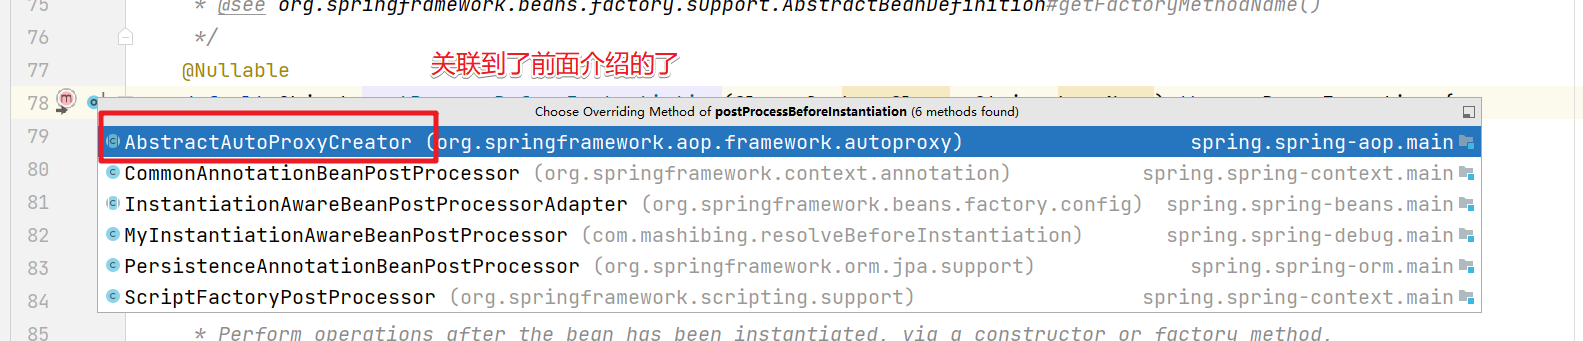 75 * @see org.springframework.beans.factory.support.AbstractBeanDefinition#getFactoryMethodName()
76 */
关联到了前面介绍的了
77 @Nullable
78
Choose Overriding Method of postProcessBeforeInstantiation (6 methods found)
79 AbstractAutoProxyCreator (org.springframework.aop.framework.autoproxy) spring.spring-aop.main
80 CommonAnnotationBeanPostProcessor (org.springframework.context.annotation) spring.spring-context.main
81 InstantiationAwareBeanPostProcessorAdapter (org.springframework.beans.factory.config) spring.spring-beans.main
82 MyInstantiationAwareBeanPostProcessor (com.mashibing.resolveBeforeInstantiation) spring.spring-debug.main
83 PersistenceAnnotationBeanPostProcessor (org.springframework.orm.jpa.support) spring.spring-orm.main
84 ScriptFactoryPostProcessor (org.springframework.scripting.support) spring.spring-context.main
85 * Perform operations after the bean has been instantiated, via a constructor or factory method,